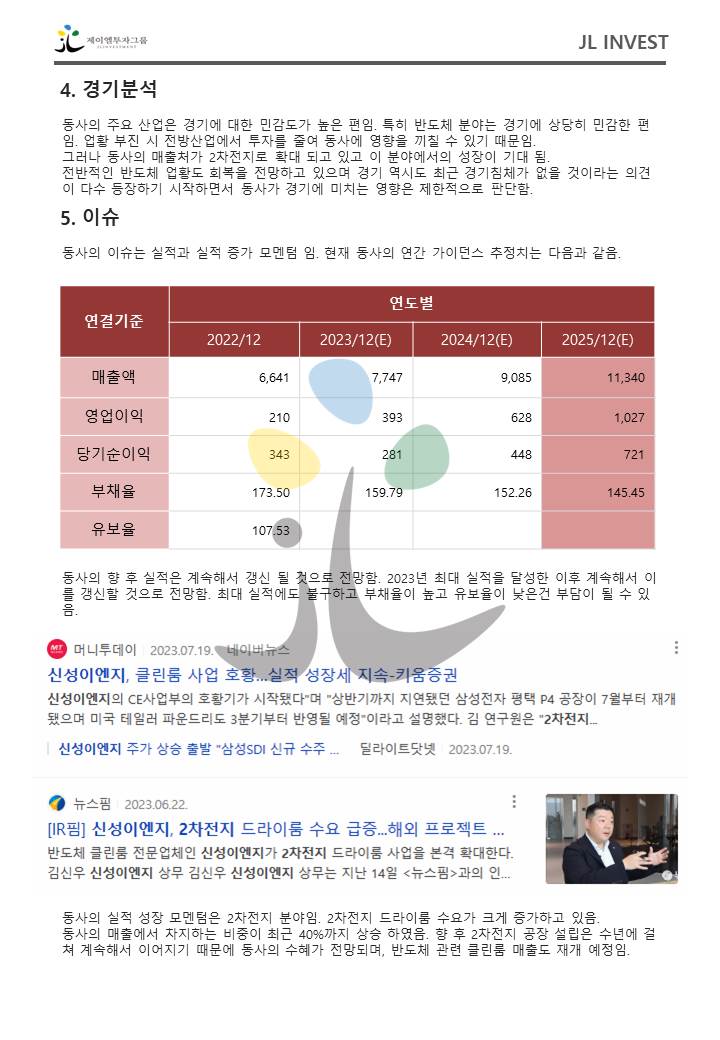 제이엘투자그룹
JLINVESTMENT
JL INVEST
4. 경기분석
동사의 주요 산업은 경기에 대한 민감도가 높은 편임. 특히 반도체 분야는 경기에 상당히 민감한 편
임. 업황 부진 시 전방산업에서 투자를 줄여 동사에 영향을 끼칠 수 있기 때문임.
그러나 동사의 매출처가 2차전지로 확대 되고 있고 이 분야에서의 성장이 기대 됨.
전반적인 반도체 업황도 회복을 전망하고 있으며 경기 역시도 최근 경기침체가 없을 것이라는 의견
이 다수 등장하기 시작하면서 동사가 경기에 미치는 영향은 제한적으로 판단함.
5. 이슈
동사의 이슈는 실적과 실적 증가 모멘텀 임. 현재 동사의 연간 가이던스 추정치는 다음과 같음.
연결기준 연도별
2022/12 2023/12(E) 2024/12(E) 2025/12(E)
매출액 6,641 7,747 9,085 11,340
영업이익 210 393 628 1,027
당기순이익 343 281 448 721
부채율 173.50 159.79 152.26 145.45
유보율 107.53
동사의 향 후 실적은 계속해서 갱신 될 것으로 전망함. 2023년 최대 실적을 달성한 이후 계속해서 이
를 갱신할 것으로 전망함. 최대 실적에도 불구하고 부채율이 높고 유보율이 낮은건 부담이 될 수 있
음.
MT 머니투데이 2023.07.19. 네이버뉴스
신성이엔지, 클린룸 사업 호황...실적 성장세 지속-키움증권
신성이엔지의 CE사업부의 호황기가 시작됐다"며 "상반기까지 지연됐던 삼성전자 평택 P4 공장이 7월부터 재개
됐으며 미국 테일러 파운드리도 3분기부터 반영될 예정"이라고 설명했다. 김 연구원은 "2차전지...
신성이엔지 주가 상승 출발 "삼성SDI 신규 수주 ... 딜라이트닷넷 2023.07.19.
뉴스핌 2023.06.22.
[IR핌] 신성이엔지, 2차전지 드라이룸 수요 급증...해외 프로젝트 ...
반도체 클린룸 전문업체인 신성이엔지가 2차전지 드라이룸 사업을 본격 확대한다.
김신우 신성이엔지 상무 김신우 신성이엔지 상무는 지난 14일 <뉴스핌>과의 인...
동사의 실적 성장 모멘텀은 2차전지 분야임. 2차전지 드라이룸 수요가 크게 증가하고 있음.
동사의 매출에서 차지하는 비중이 최근 40%까지 상승 하였음. 향 후 2차전지 공장 설립은 수년에 걸
쳐 계속해서 이어지기 때문에 동사의 수혜가 전망되며, 반도체 관련 클린룸 매출도 재개 예정임.